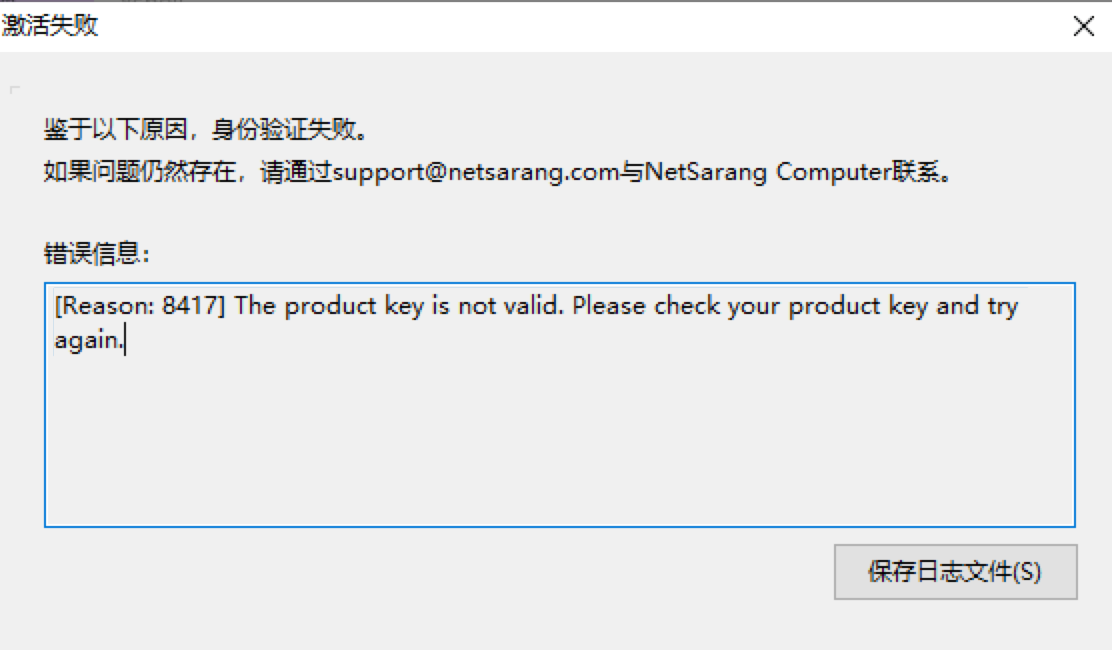 激活失败
鉴于以下原因，身份验证失败。
如果问题仍然存在，请通过support@netsarang.com与NetSarang Computer联系。
错误信息：
[Reason: 8417] The product key is not valid. Please check your product key and try
again.
保存日志文件(S)